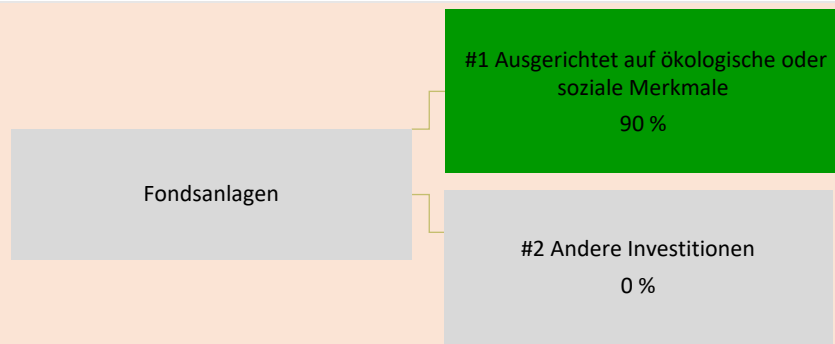 #1 Ausgerichtet auf ökologische oder
soziale Merkmale
90 %
Fondsanlagen
#2 Andere Investitionen
0 %